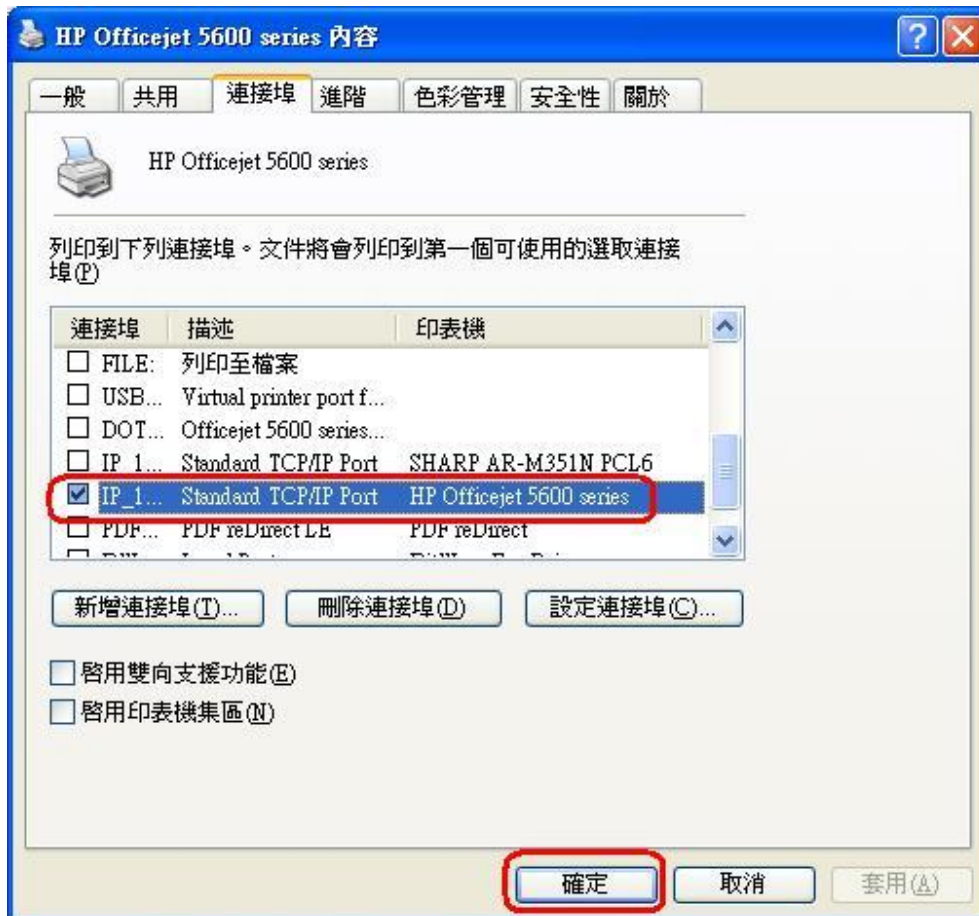 HP Officejet 5600 series 內容
一般 共用 連接埠 進階 色彩管理 安全性 關於
HP Officejet 5600 series
列印到下列連接埠。文件將會列印到第一個可使用的選取連接
埠(P)
連接埠 描述 印表機
FILE: 列印至檔案
USB... Virtual printer port f...
DOT... Officejet 5600 series...
IP_1... Standard TCP/IP Port SHARP AR-M351N PCL6
IP_1... Standard TCP/IP Port HP Officejet 5600 series
PDF... PDF reDirect LE PDF reDirect
新增連接埠(T)... 刪除連接埠(D) 設定連接埠(C)...
啓用雙向支援功能(E)
啓用印表機集區(N)
確定 取消 套用(A)